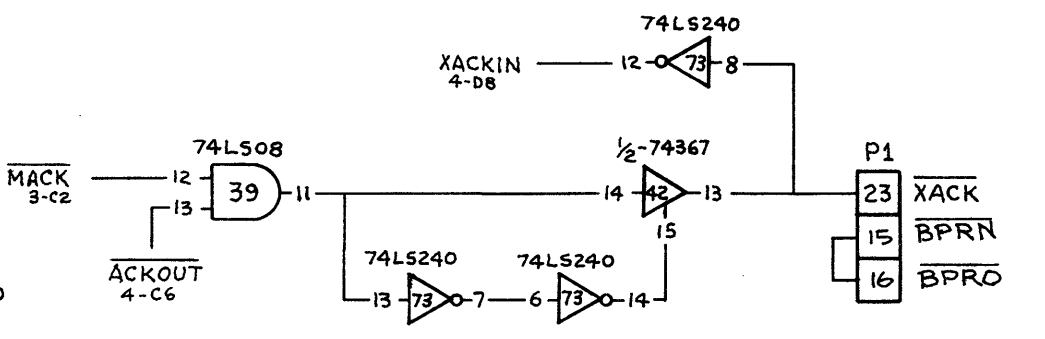 74LS240
XACKIN
4-D8
12
73
8
74LS08
½-74367
P1
MACK
3-C2
12
39
11
14
42
13
23
XACK
13
15
15
BPRN
ACKOUT
4-C6
74LS240
74LS240
16
BPRO
13
73
7
6
73
14